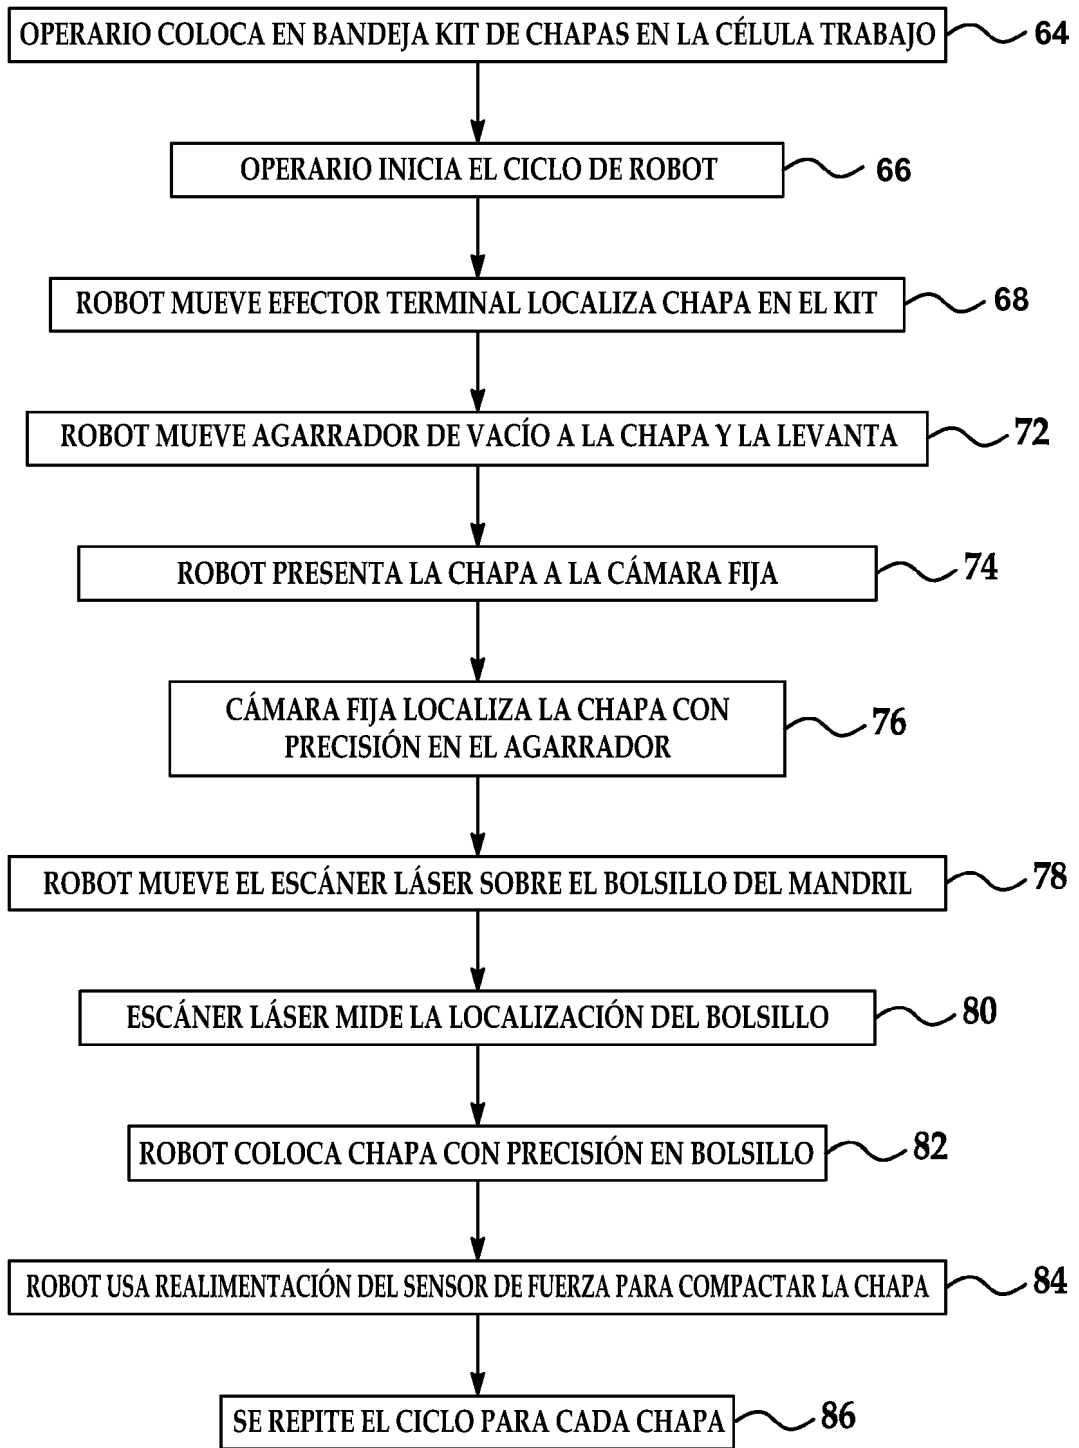 OPERARIO COLOCA EN BANDEJA KIT DE CHAPAS EN LA CÉLULA TRABAJO 64
OPERARIO INICIA EL CICLO DE ROBOT 66
ROBOT MUEVE EFECTOR TERMINAL LOCALIZA CHAPA EN EL KIT 68
ROBOT MUEVE AGARRADOR DE VACÍO A LA CHAPA Y LA LEVANTA 72
ROBOT PRESENTA LA CHAPA A LA CÁMARA FIJA 74
CÁMARA FIJA LOCALIZA LA CHAPA CON
PRECISIÓN EN EL AGARRADOR 76
ROBOT MUEVE EL ESCÁNER LÁSER SOBRE EL BOLSILLO DEL MANDRIL 78
ESCÁNER LÁSER MIDE LA LOCALIZACIÓN DEL BOLSILLO 80
ROBOT COLOCA CHAPA CON PRECISIÓN EN BOLSILLO 82
ROBOT USA REALIMENTACIÓN DEL SENSOR DE FUERZA PARA COMPACTAR LA CHAPA 84
SE REPITE EL CICLO PARA CADA CHAPA 86